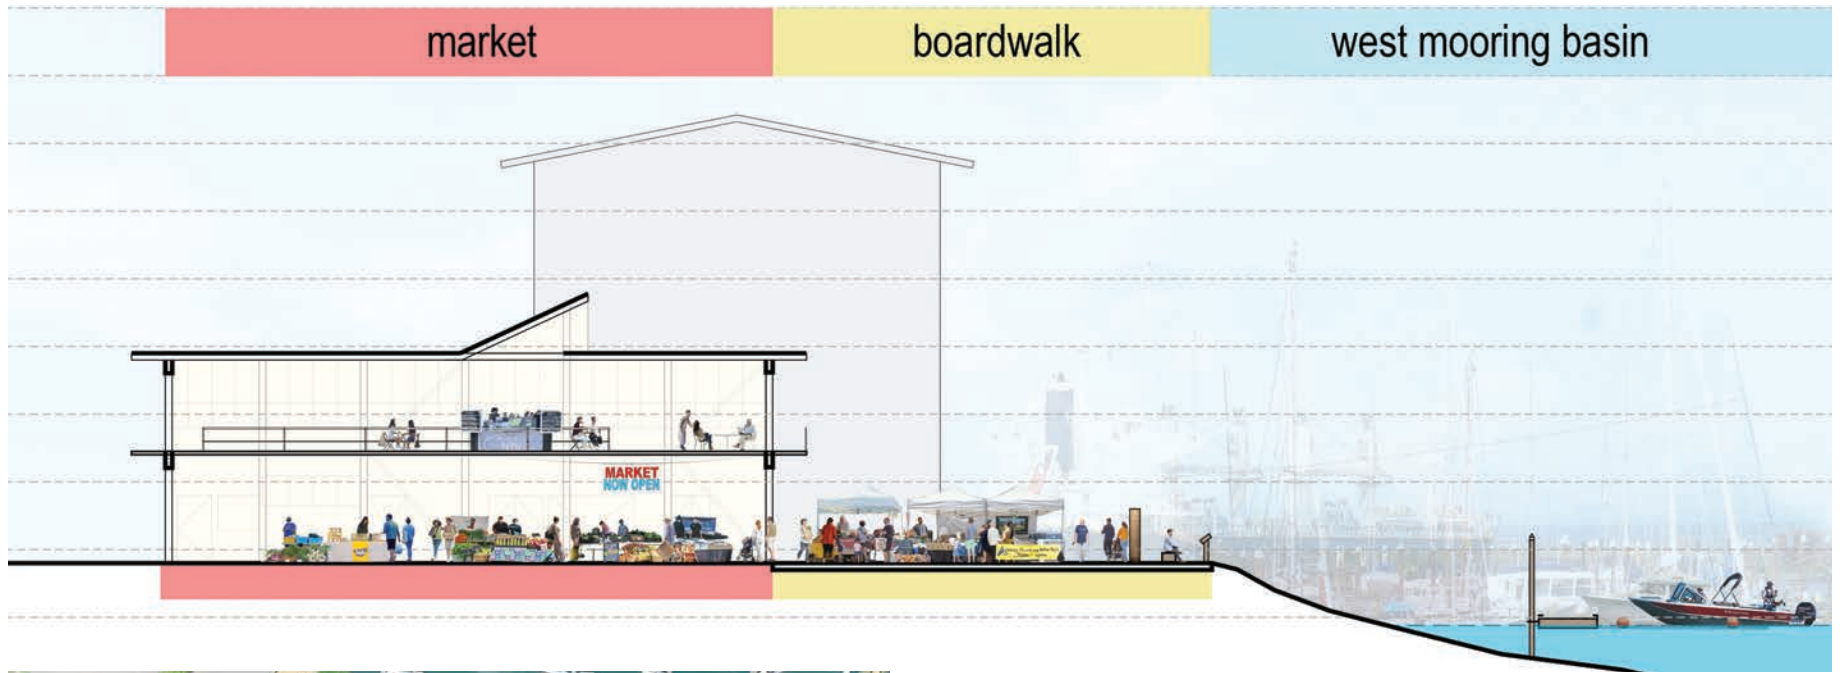 market
boardwalk
west mooring basin
MARKET
NOW OPEN